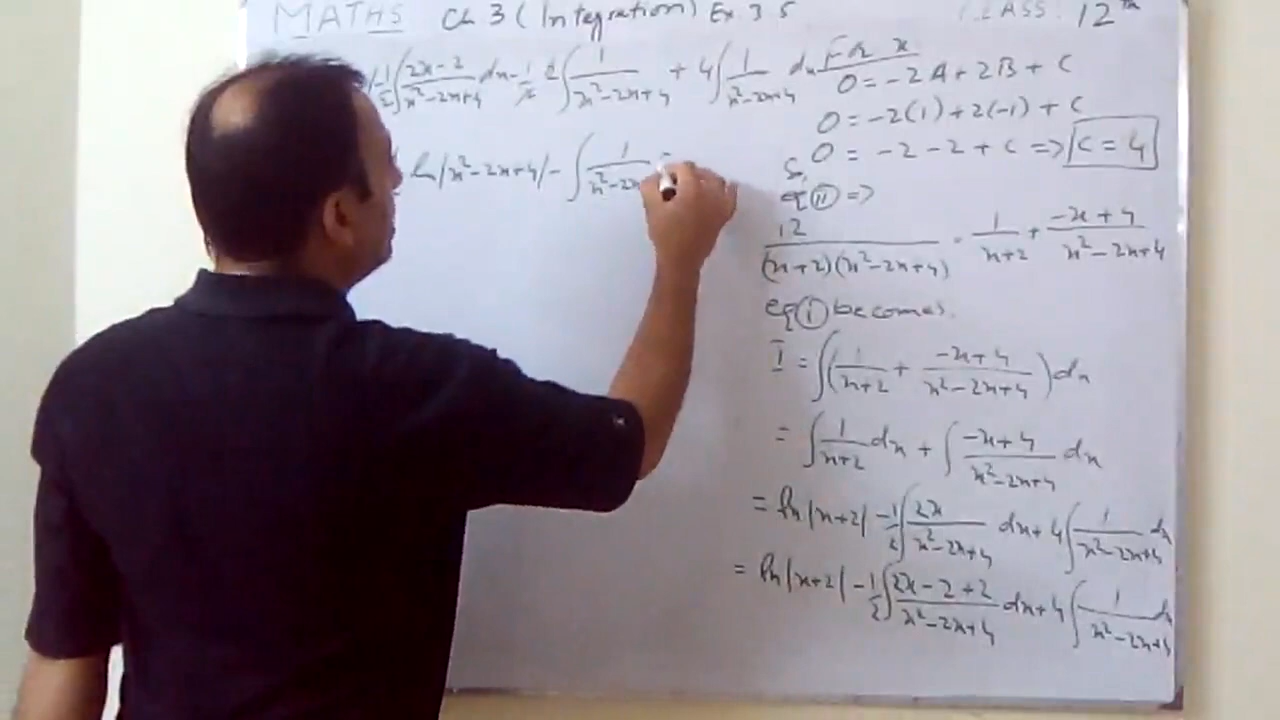 MATHS Ch 3 (Integration) Ex 3.5 CLASS: 12th
-1/2 ∫ (2x-2)/(x²-2x+4) dx - 1/2 2 ∫ 1/(x²-2x+4) + 4 ∫ 1/(x²-2x+4) dx
ln|x²-2x+4| - ∫ 1/(x²-2x
For x
0 = -2A + 2B + C
0 = -2(1) + 2(-1) + C
0 = -2 - 2 + C => C = 4
So,
eq (ii) =>
12/((x+2)(x²-2x+4)) = 1/(x+2) + (-x+4)/(x²-2x+4)
eq (i) becomes.
I = ∫ (1/(x+2) + (-x+4)/(x²-2x+4)) dx
= ∫ 1/(x+2) dx + ∫ (-x+4)/(x²-2x+4) dx
= ln|x+2| - 1/2 ∫ 2x/(x²-2x+4) dx + 4 ∫ 1/(x²-2x+4) dx
= ln|x+2| - 1/2 ∫ (2x-2+2)/(x²-2x+4) dx + 4 ∫ 1/(x²-2x+4) dx